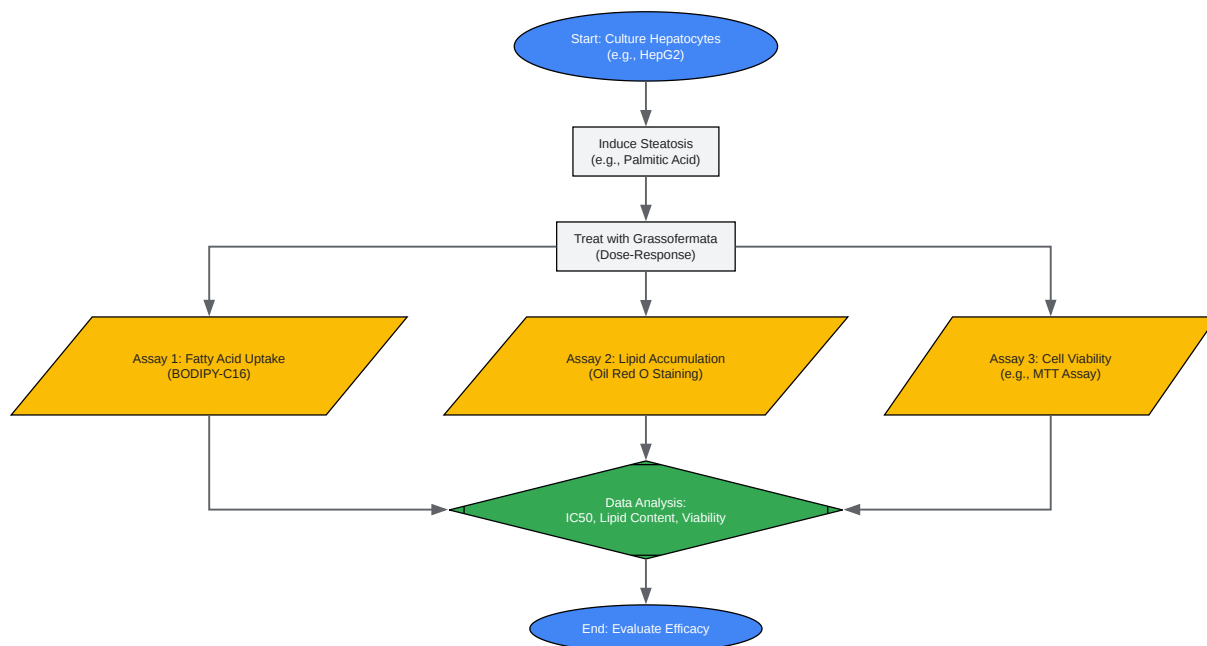 Start: Culture Hepatocytes
(e.g., HepG2)
Induce Steatosis
(e.g., Palmitic Acid)
Treat with Grassofermata
(Dose-Response)
Assay 1: Fatty Acid Uptake
(BODIPY-C16)
Assay 2: Lipid Accumulation
(Oil Red O Staining)
Assay 3: Cell Viability
(e.g., MTT Assay)
Data Analysis:
IC50, Lipid Content, Viability
End: Evaluate Efficacy